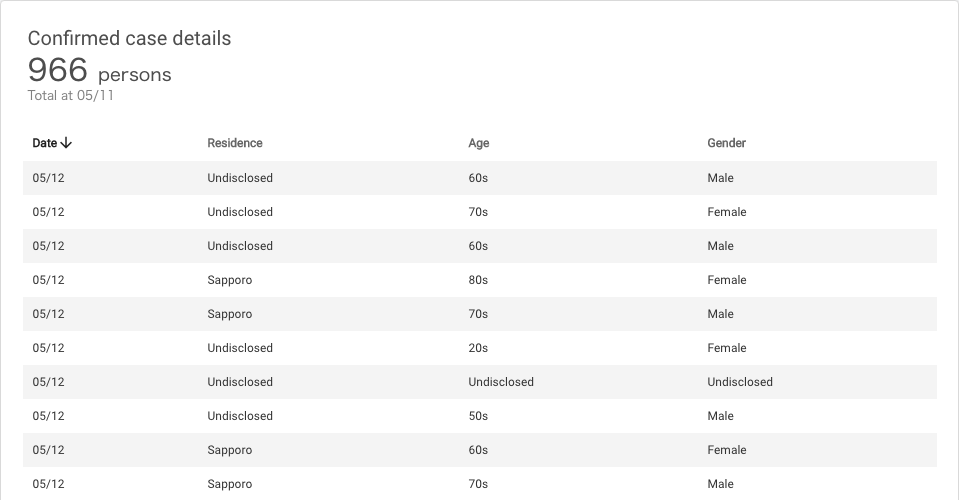 Confirmed case details
966 persons
Total at 05/11
Date Residence Age Gender
05/12 Undisclosed 60s Male
05/12 Undisclosed 70s Female
05/12 Undisclosed 60s Male
05/12 Sapporo 80s Female
05/12 Sapporo 70s Male
05/12 Undisclosed 20s Female
05/12 Undisclosed Undisclosed Undisclosed
05/12 Undisclosed 50s Male
05/12 Sapporo 60s Female
05/12 Sapporo 70s Male